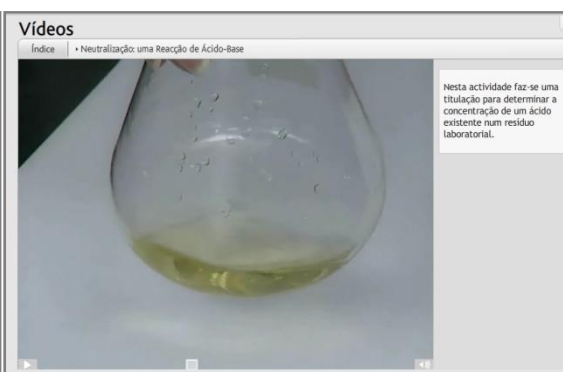 Vídeos
Índice
Neutralização: uma Reacção de Ácido-Base
Nesta actividade faz-se uma
titulação para determinar a
concentração de um ácido
existente num resíduo
laboratorial.